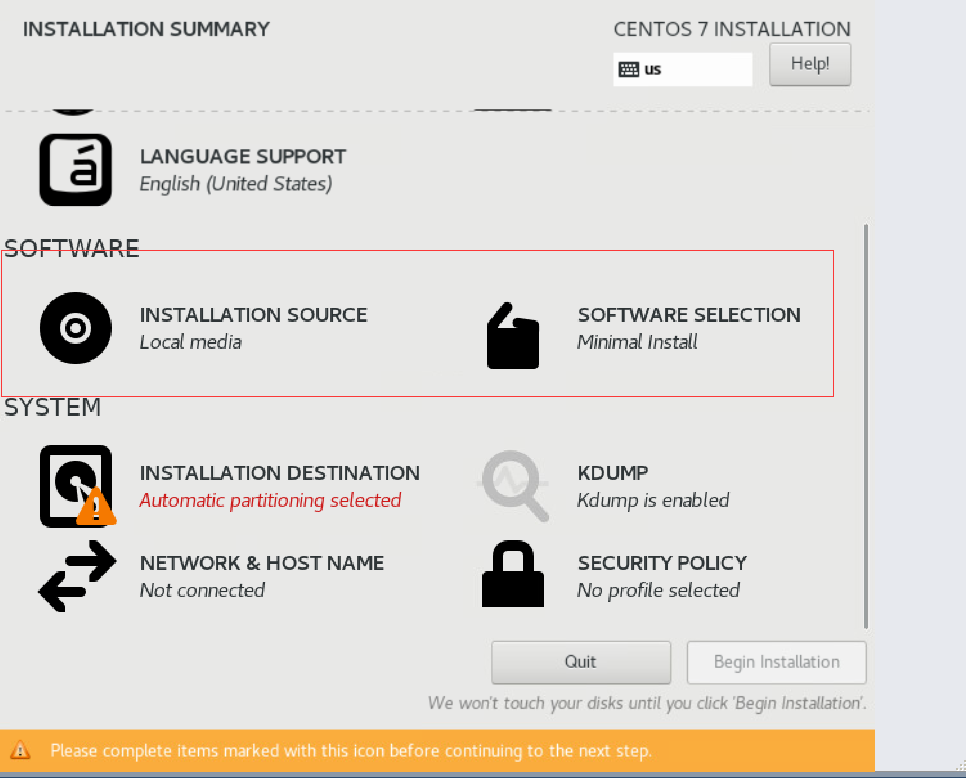 INSTALLATION SUMMARY
CENTOS 7 INSTALLATION
us
Help!
á
LANGUAGE SUPPORT
English (United States)
SOFTWARE
INSTALLATION SOURCE
Local media
SOFTWARE SELECTION
Minimal Install
SYSTEM
INSTALLATION DESTINATION
Automatic partitioning selected
KDUMP
Kdump is enabled
NETWORK & HOST NAME
Not connected
SECURITY POLICY
No profile selected
Quit
Begin Installation
We won't touch your disks until you click 'Begin Installation'.
Please complete items marked with this icon before continuing to the next step.